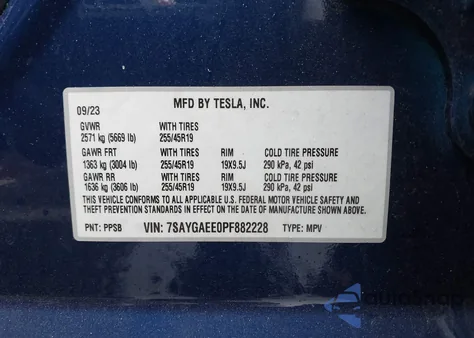 MFD BY TESLA, INC.
09/23
GVWR WITH TIRES
2571 kg (5669 lb) 255/45R19
GAWR FRT WITH TIRES RIM COLD TIRE PRESSURE
1363 kg (3004 lb) 255/45R19 19X9.5J 290 kPa, 42 psi
GAWR RR WITH TIRES RIM COLD TIRE PRESSURE
1636 kg (3606 lb) 255/45R19 19X9.5J 290 kPa, 42 psi
THIS VEHICLE CONFORMS TO ALL APPLICABLE U.S. FEDERAL MOTOR VEHICLE SAFETY AND
THEFT PREVENTION STANDARDS IN EFFECT ON THE DATE OF MANUFACTURE SHOWN ABOVE.
PNT: PPSB VIN: 7SAYGAEE0PF882228 TYPE: MPV
AutoSnap